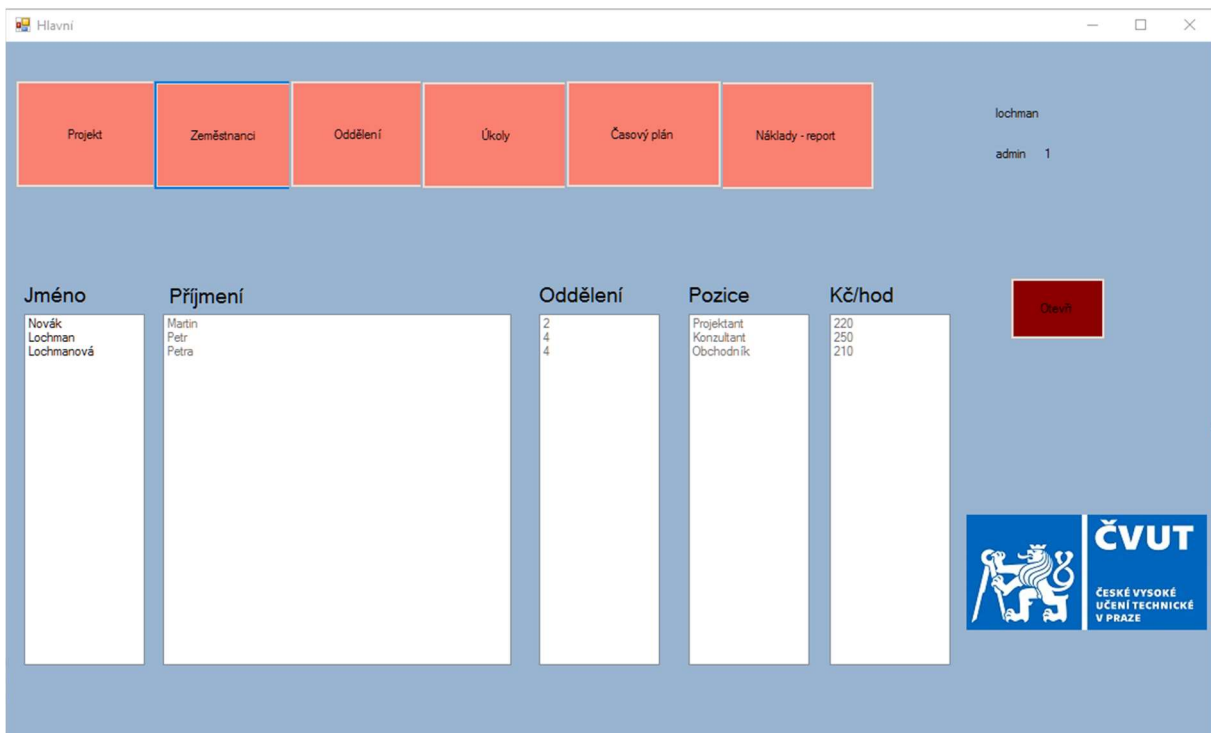 Hlavní
Projekt
Zeměstnanci
Oddělení
Úkoly
Časový plán
Náklady - report
lochman
admin 1
Jméno
Příjmení
Oddělení
Pozice
Kč/hod
Otevřít
Novák
Martin
2
Projektant
220
Lochman
Petr
4
Konzultant
250
Lochmanová
Petra
4
Obchodník
210
ČVUT
ČESKÉ VYSOKÉ
UČENÍ TECHNICKÉ
V PRAZE